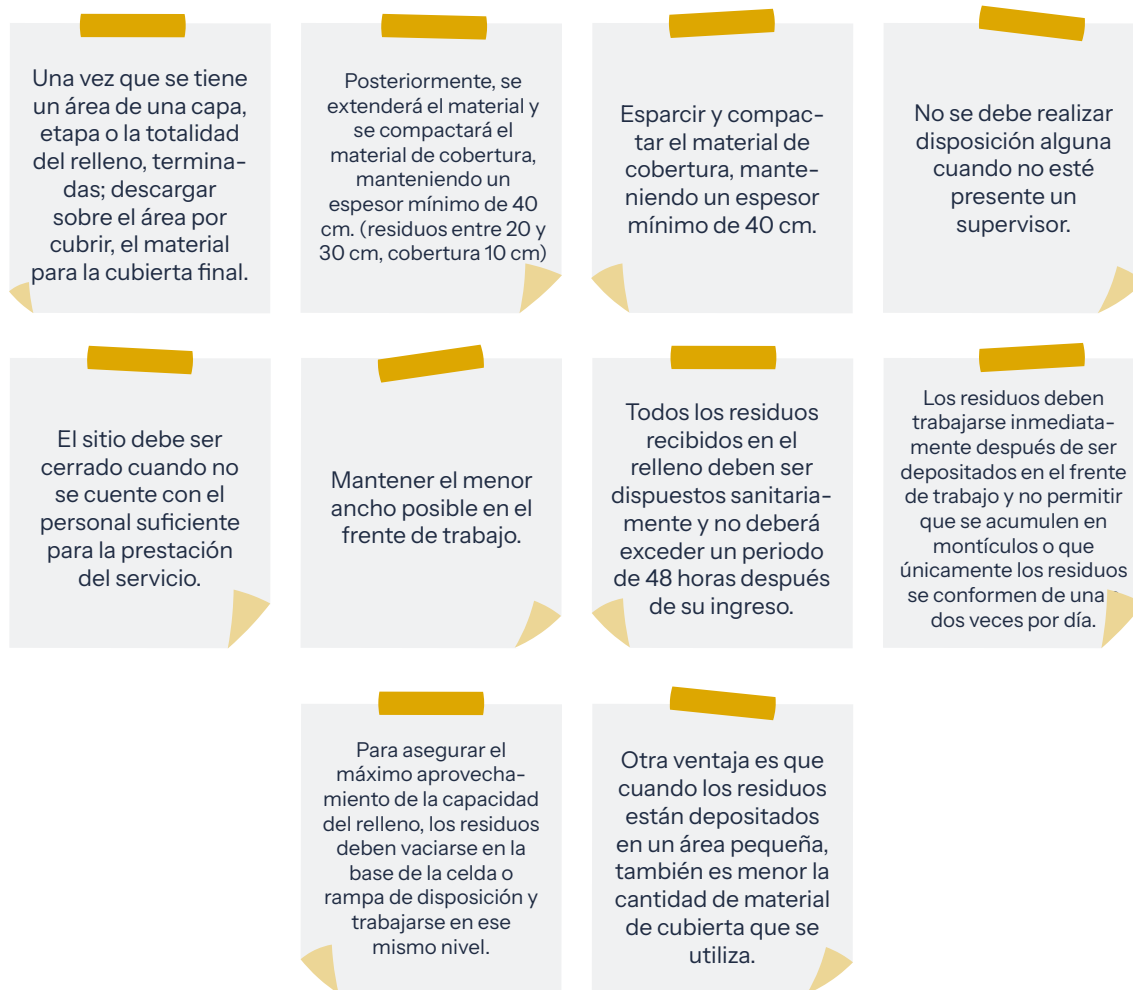 Una vez que se tiene
un área de una capa,
etapa o la totalidad
del relleno, termina-
das; descargar
sobre el área por
cubrir, el material
para la cubierta final.
Posteriormente, se
extenderá el material y
se compactará el
material de cobertura,
manteniendo un
espesor mínimo de 40
cm. (residuos entre 20 y
30 cm, cobertura 10 cm)
Esparcir y compac-
tar el material de
cobertura, mante-
niendo un espesor
mínimo de 40 cm.
No se debe realizar
disposición alguna
cuando no esté
presente un
supervisor.
El sitio debe ser
cerrado cuando no
se cuente con el
personal suficiente
para la prestación
del servicio.
Mantener el menor
ancho posible en el
frente de trabajo.
Todos los residuos
recibidos en el
relleno deben ser
dispuestos sanitaria-
mente y no deberá
exceder un periodo
de 48 horas después
de su ingreso.
Los residuos deben
trabajarse inmediata-
mente después de ser
depositados en el frente
de trabajo y no permitir
que se acumulen en
montículos o que
únicamente los residuos
se conformen de una
dos veces por día.
Para asegurar el
máximo aprovecha-
miento de la capacidad
del relleno, los residuos
deben vaciarse en la
base de la celda o
rampa de disposición y
trabajarse en ese
mismo nivel.
Otra ventaja es que
cuando los residuos
están depositados
en un área pequeña,
también es menor la
cantidad de material
de cubierta que se
utiliza.